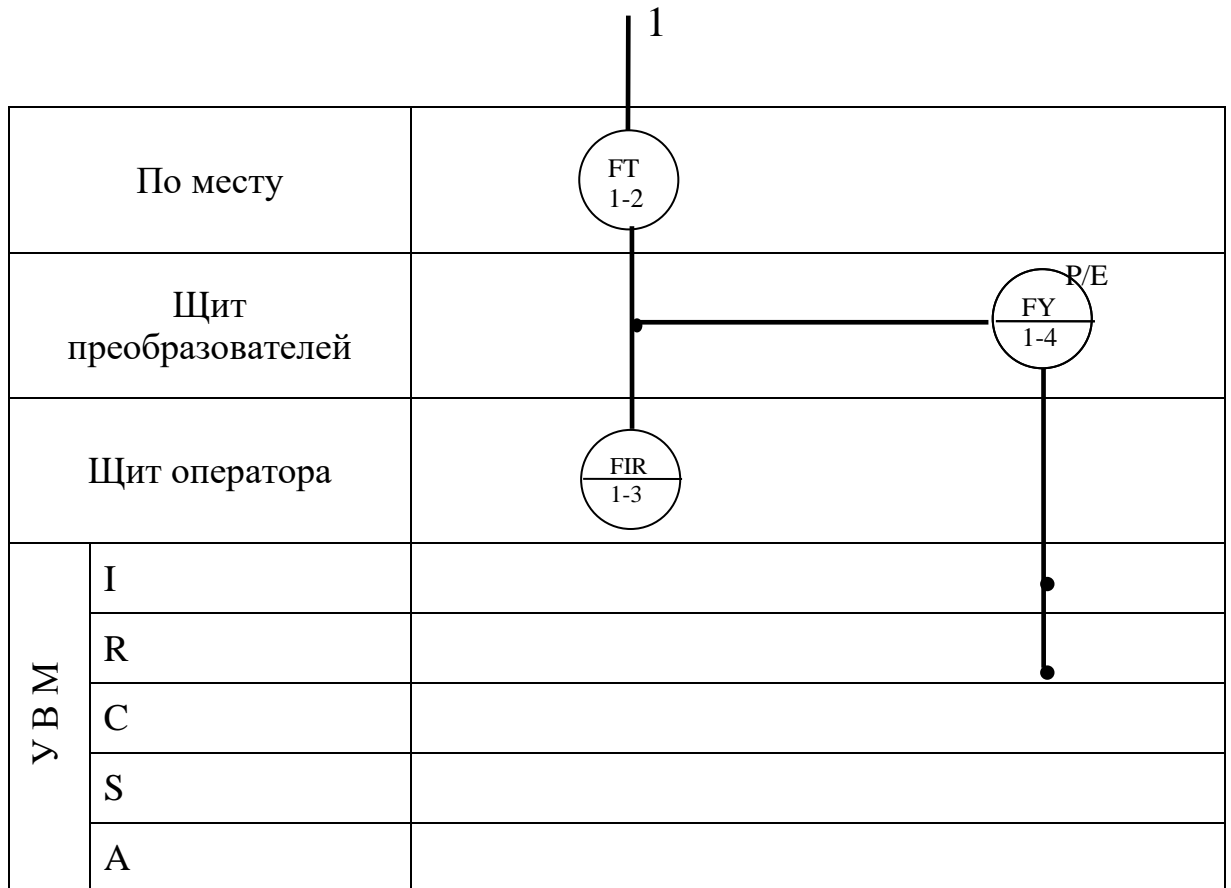 1
По месту
FT
1-2
Щит
преобразователей
P/E
FY
1-4
Щит оператора
FIR
1-3
У В М
I
R
C
S
A